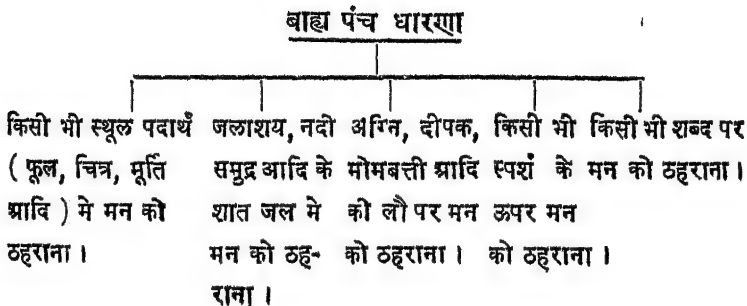 बाह्य पंच धारणा
किसी भी स्थूल पदार्थ
( फूल, चित्र, मूर्ति
आदि ) मे मन को
ठहराना ।
जलाशय, नदी
समुद्र आदि के
शात जल मे
मन को ठह-
राना ।
अग्नि, दीपक,
मोमबत्ती आदि
की लौ पर मन
को ठहराना ।
किसी भी
स्पर्श के
ऊपर मन
को ठहराना ।
किसी भी शब्द पर
मन को ठहराना ।